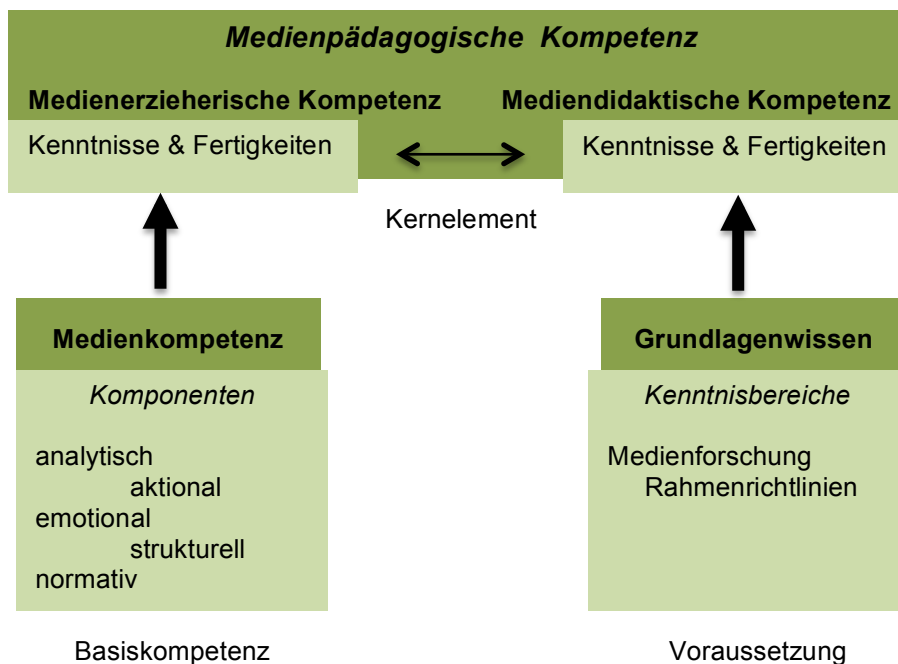 Medienpädagogische Kompetenz
Medienerzieherische Kompetenz
Mediendidaktische Kompetenz
Kenntnisse & Fertigkeiten
Kenntnisse & Fertigkeiten
Kernelement
Medienkompetenz
Komponenten
analytisch
aktional
emotional
strukturell
normativ
Basiskompetenz
Grundlagenwissen
Kenntnisbereiche
Medienforschung
Rahmenrichtlinien
Voraussetzung